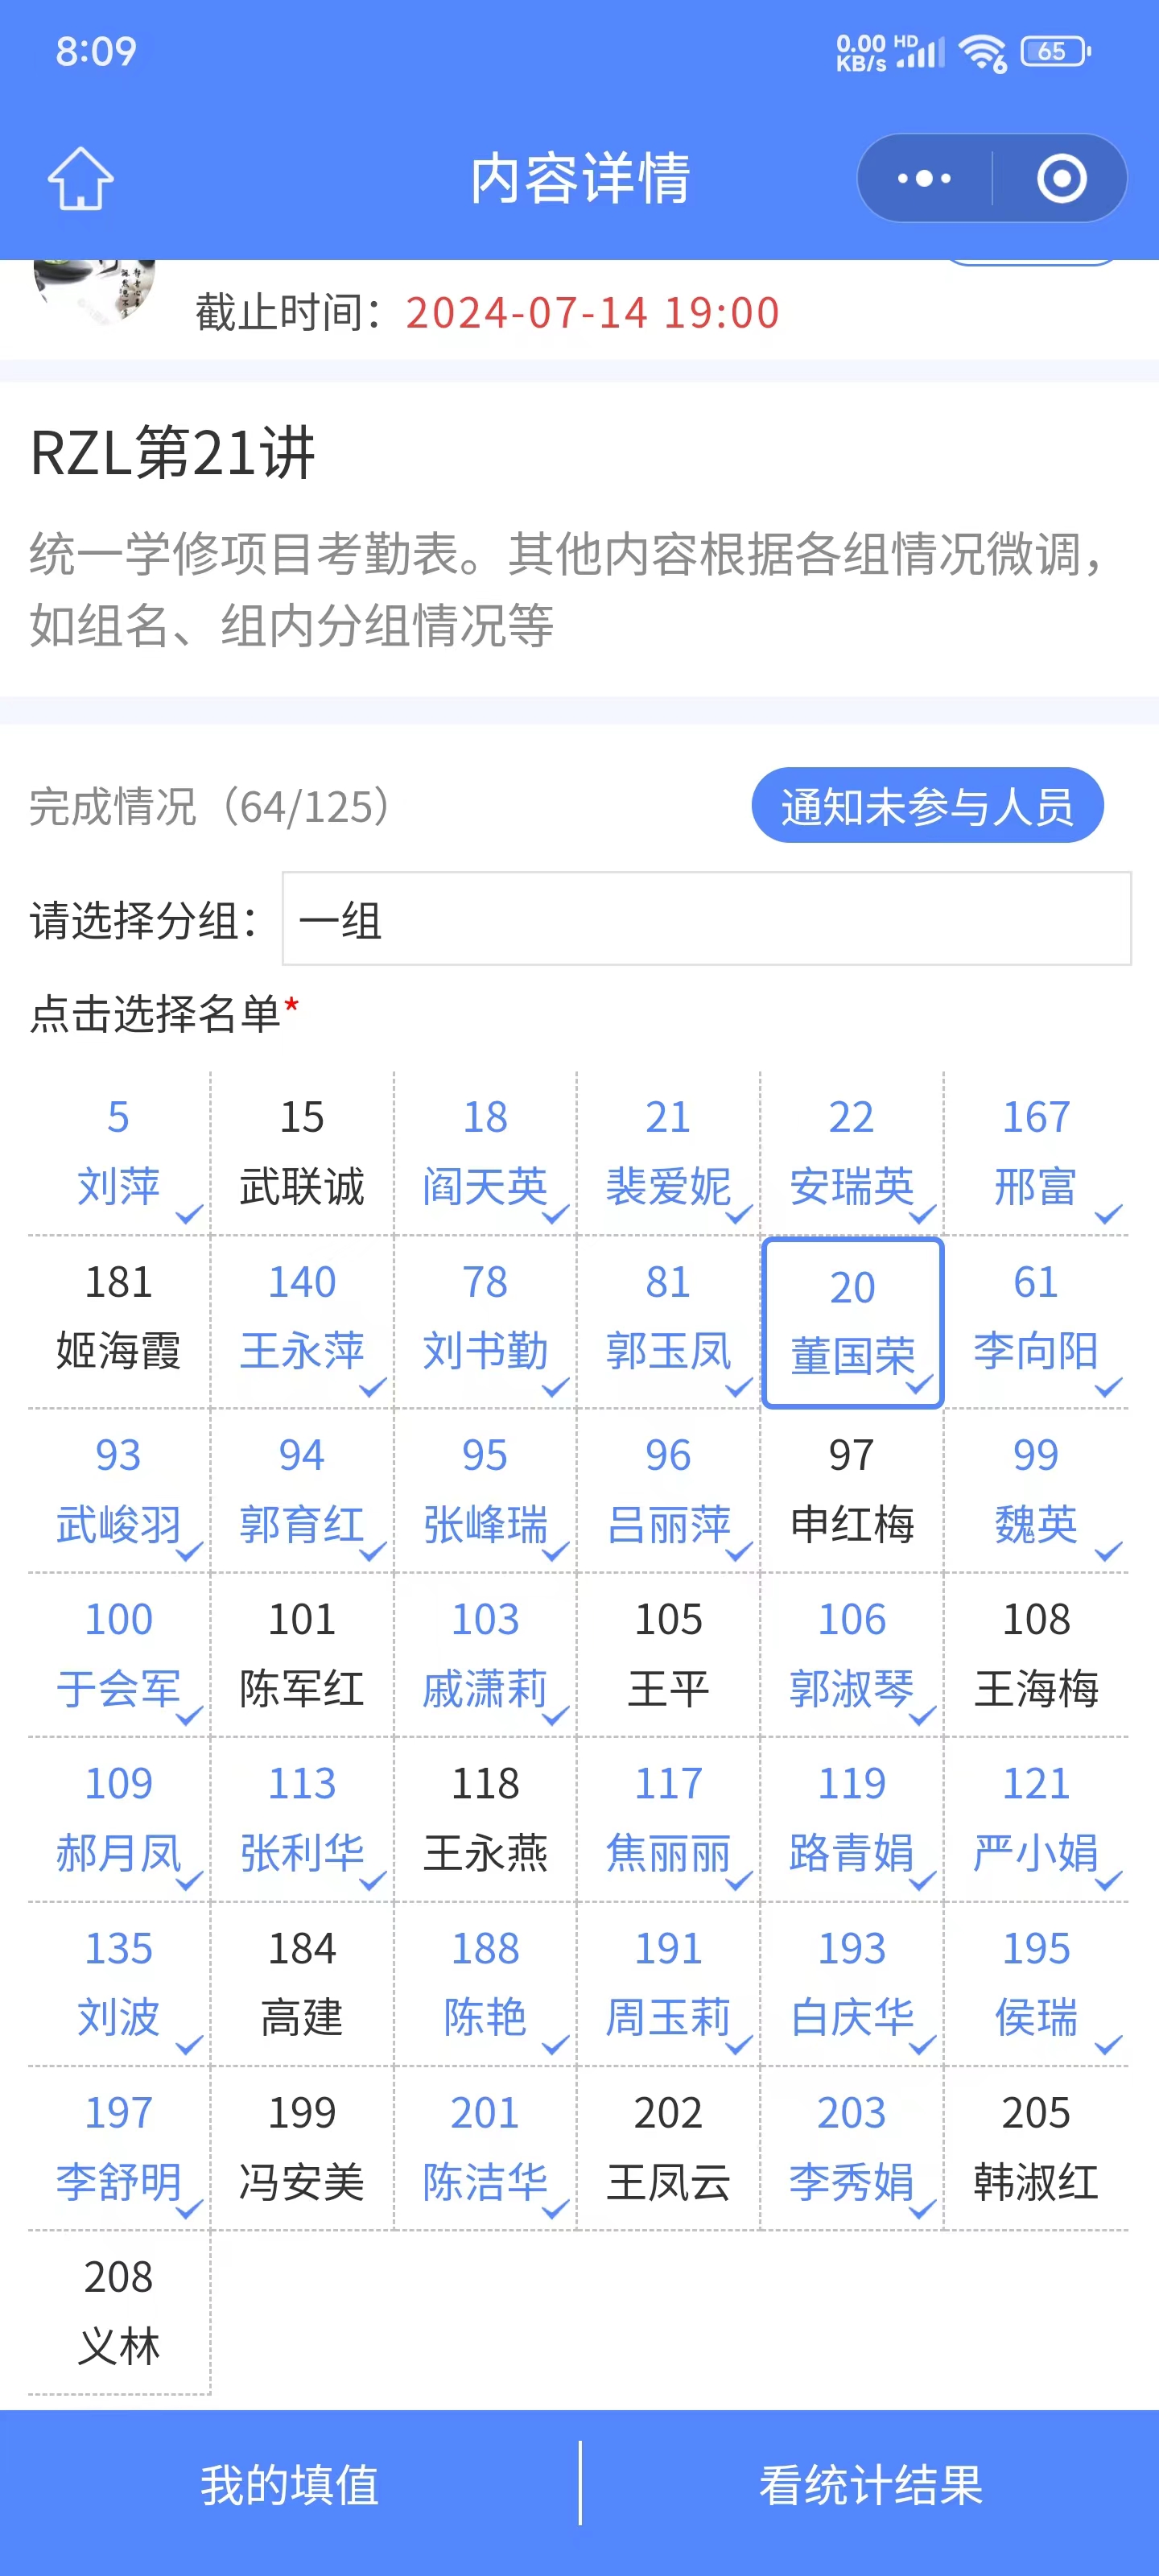 8:09
0.00 KB/s HD 6 65
内容详情
截止时间：2024-07-14 19:00
RZL第21讲
统一学修项目考勤表。其他内容根据各组情况微调，
如组名、组内分组情况等
完成情况（64/125）
通知未参与人员
请选择分组：一组
点击选择名单*
5 15 18 21 22 167
刘萍 武联诚 阎天英 裴爱妮 安瑞英 邢富
181 140 78 81 20 61
姬海霞 王永萍 刘书勤 郭玉凤 董国荣 李向阳
93 94 95 96 97 99
武峻羽 郭育红 张峰瑞 吕丽萍 申红梅 魏英
100 101 103 105 106 108
于会军 陈军红 戚潇莉 王平 郭淑琴 王海梅
109 113 118 117 119 121
郝月凤 张利华 王永燕 焦丽丽 路青娟 严小娟
135 184 188 191 193 195
刘波 高建 陈艳 周玉莉 白庆华 侯瑞
197 199 201 202 203 205
李舒明 冯安美 陈洁华 王凤云 李秀娟 韩淑红
208
义林
我的填值
看统计结果